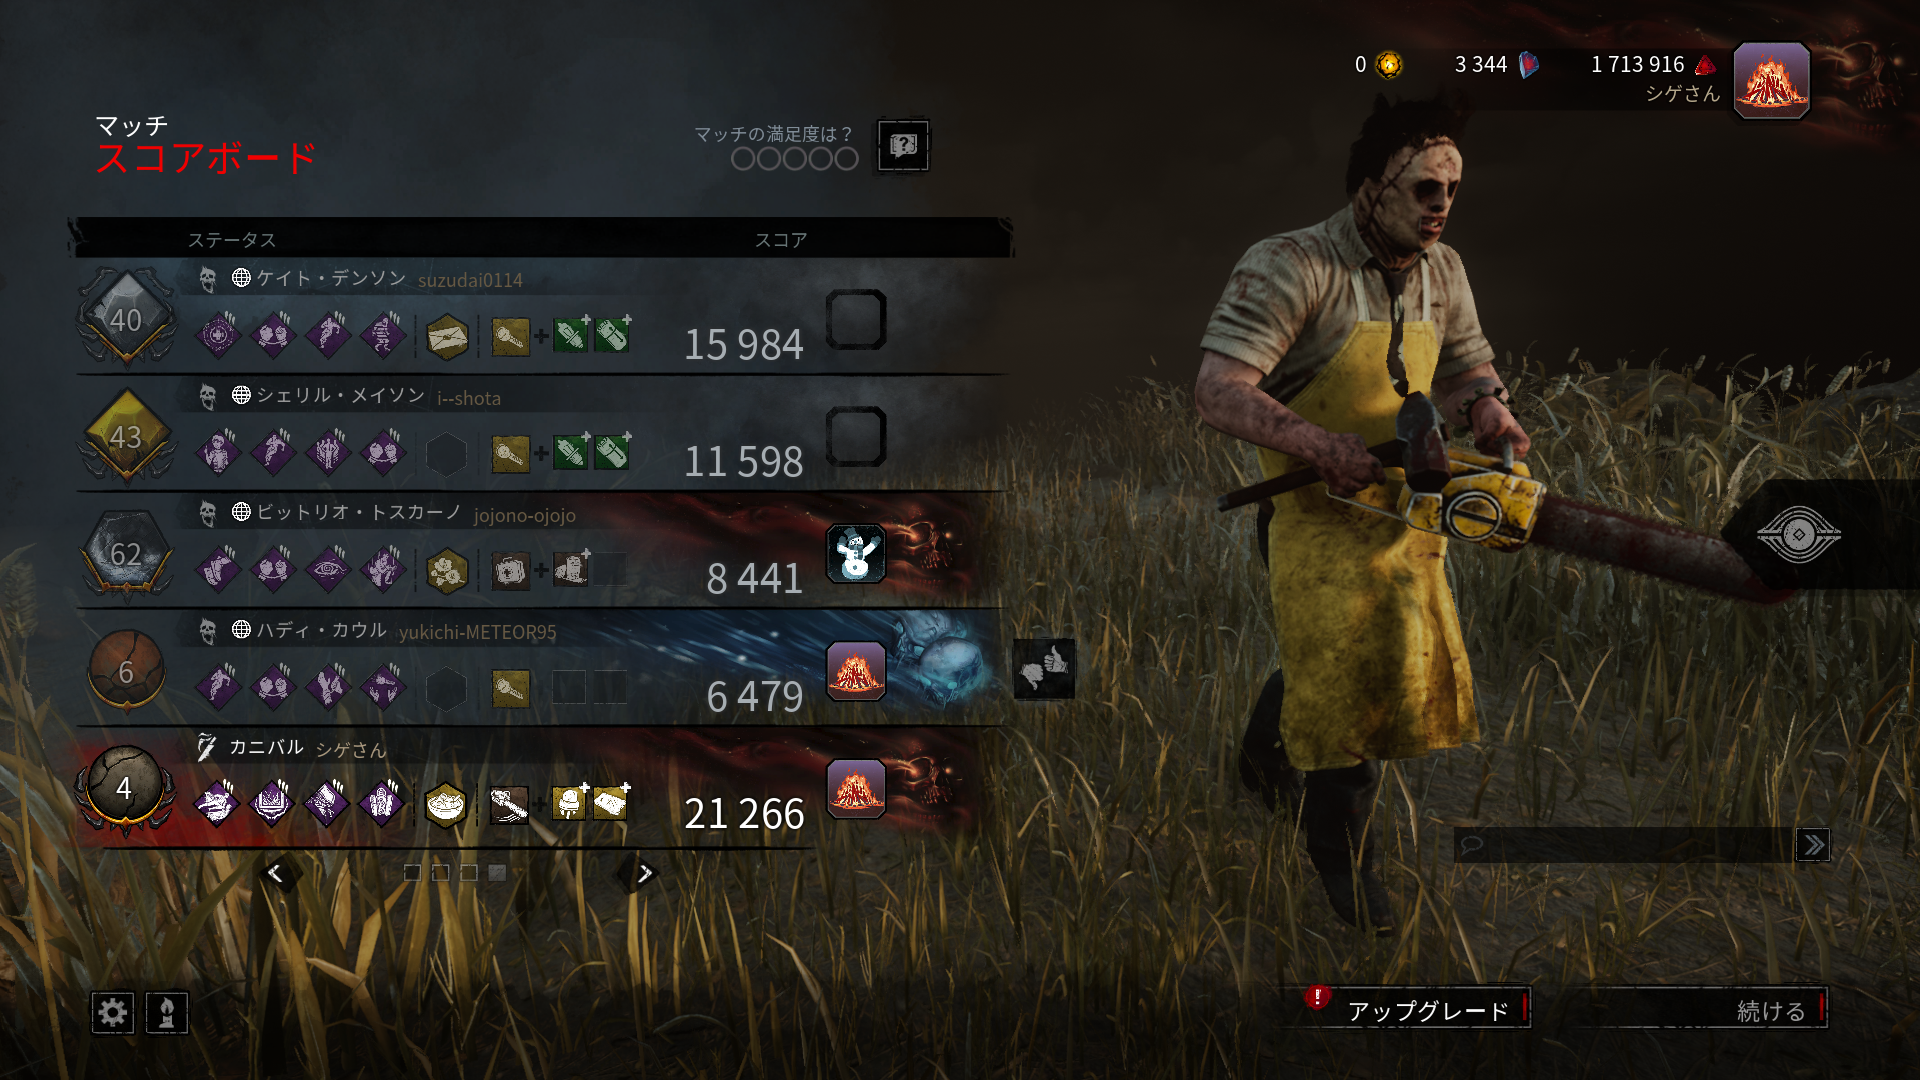 0
3 344
1 713 916
シゲさん
マッチ
スコアボード
マッチの満足度は？
ステータス スコア
40 ケイト・デンソン suzudai0114
15 984
43 シェリル・メイソン i--shota
11 598
62 ビットリオ・トスカーノ jojono-ojojo
8 441
6 ハディ・カウル yukichi-METEOR95
6 479
4 カニバル シゲさん
21 266
アップグレード
続ける